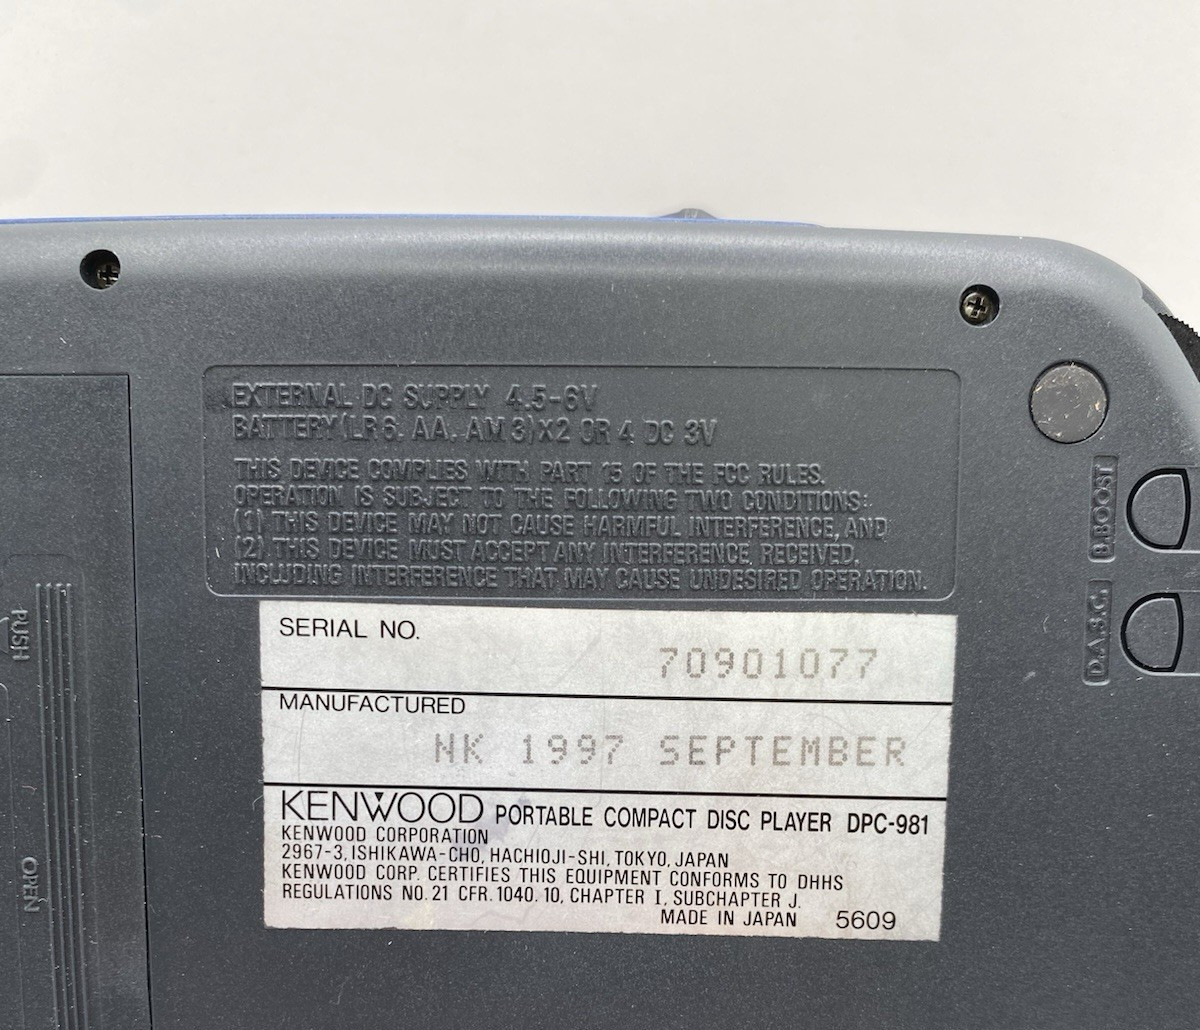 EXTERNAL DC SUPPLY 4.5-6V
BATTERY (LR6, AA, AM 3) X2 OR 4 DC 3V
THIS DEVICE COMPLIES WITH PART 15 OF THE FCC RULES.
OPERATION IS SUBJECT TO THE FOLLOWING TWO CONDITIONS:
(1) THIS DEVICE MAY NOT CAUSE HARMFUL INTERFERENCE, AND
(2) THIS DEVICE MUST ACCEPT ANY INTERFERENCE, RECEIVED,
INCLUDING INTERFERENCE THAT MAY CAUSE UNDESIRED OPERATION.
B.BOOST
D.A.S.C.
PUSH
OPEN
SERIAL NO.
70901077
MANUFACTURED
NK 1997 SEPTEMBER
KENWOOD PORTABLE COMPACT DISC PLAYER DPC-981
KENWOOD CORPORATION
2967-3, ISHIKAWA-CHO, HACHIOJI-SHI, TOKYO, JAPAN
KENWOOD CORP. CERTIFIES THIS EQUIPMENT CONFORMS TO DHHS
REGULATIONS NO. 21 CFR. 1040. 10, CHAPTER I, SUBCHAPTER J.
MADE IN JAPAN 5609